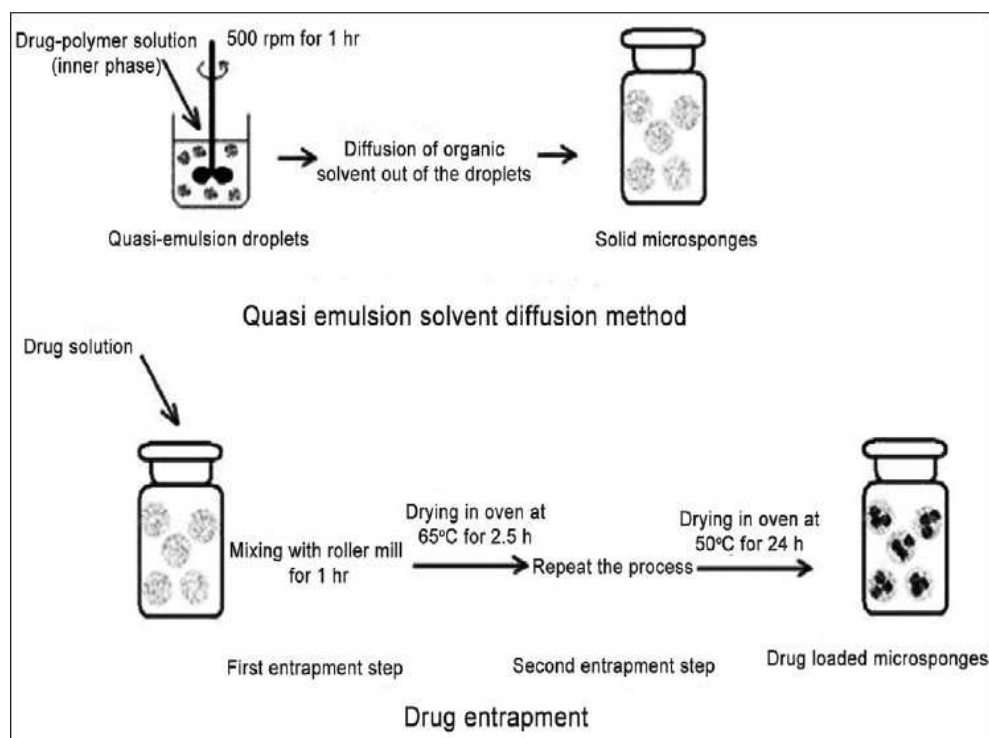 Drug-polymer solution
(inner phase)
500 rpm for 1 hr
Diffusion of organic
solvent out of the droplets
Quasi-emulsion droplets
Solid microsponges
Quasi emulsion solvent diffusion method
Drug solution
Mixing with roller mill
for 1 hr
Drying in oven at
65°C for 2.5 h
Repeat the process
Drying in oven at
50°C for 24 h
First entrapment step
Second entrapment step
Drug loaded microsponges
Drug entrapment